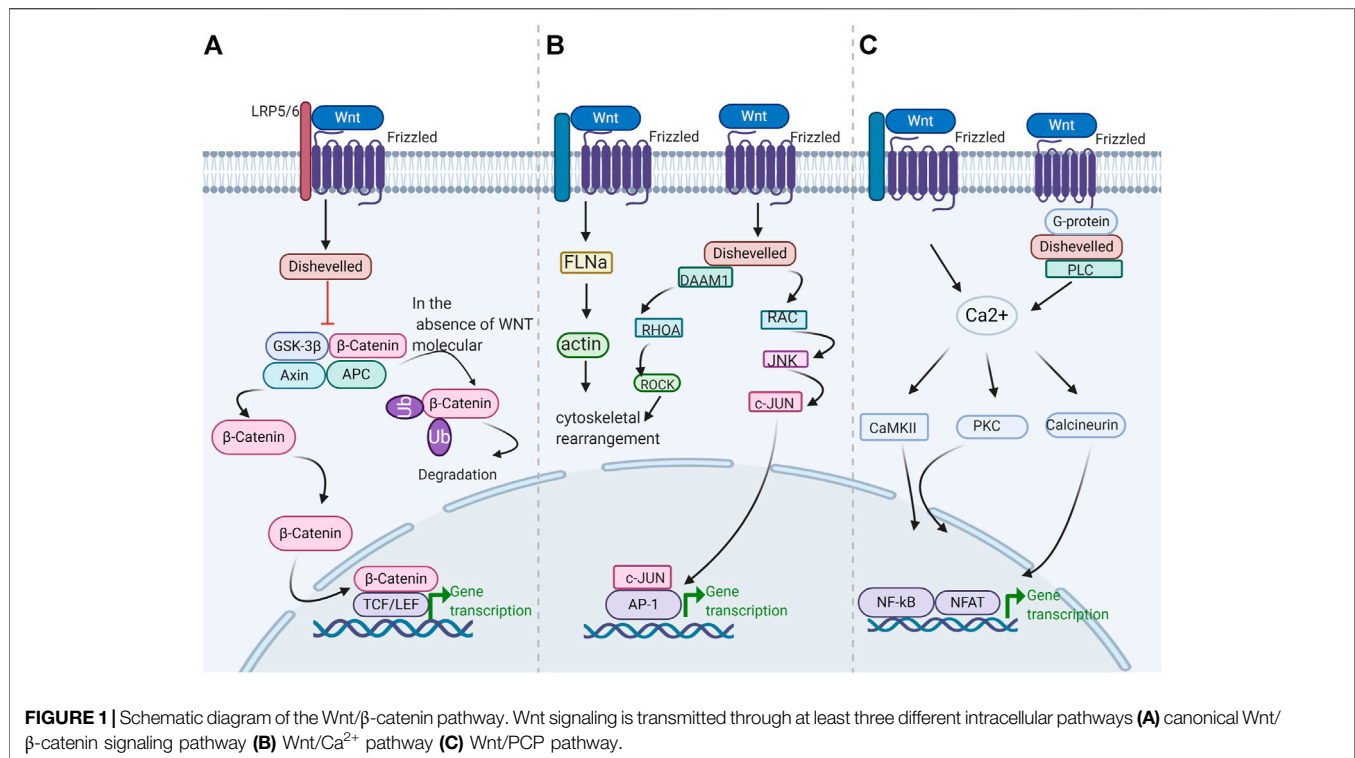 A
B
C
LRP5/6
Wnt
Frizzled
Dishevelled
GSK-3β
β-Catenin
Axin
APC
In the
absence of WNT
molecular
β-Catenin
Ub
β-Catenin
Ub
Degradation
β-Catenin
β-Catenin
TCF/LEF
Gene
transcription
Wnt
Frizzled
FLNa
actin
cytoskeletal
rearrangement
Wnt
Frizzled
Dishevelled
DAAM1
RHOA
ROCK
RAC
JNK
c-JUN
c-JUN
AP-1
Gene
transcription
Wnt
Frizzled
Wnt
Frizzled
G-protein
Dishevelled
PLC
Ca2+
CaMKII
PKC
Calcineurin
NF-kB
NFAT
Gene
transcription
FIGURE 1 | Schematic diagram of the Wnt/β-catenin pathway. Wnt signaling is transmitted through at least three different intracellular pathways (A) canonical Wnt/
β-catenin signaling pathway (B) Wnt/Ca²⁺ pathway (C) Wnt/PCP pathway.